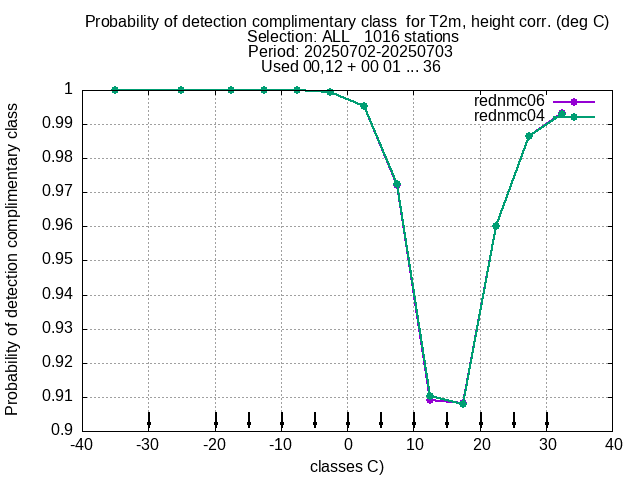 Probability of detection complimentary class  for T2m, height corr. (deg C)
Selection: ALL   1016 stations
Period: 20250702-20250703
Used 00,12 + 00 01 ... 36
rednmc06
rednmc04
Probability of detection complimentary class
1
0.99
0.98
0.97
0.96
0.95
0.94
0.93
0.92
0.91
0.9
-40 -30 -20 -10 0 10 20 30 40
classes C)